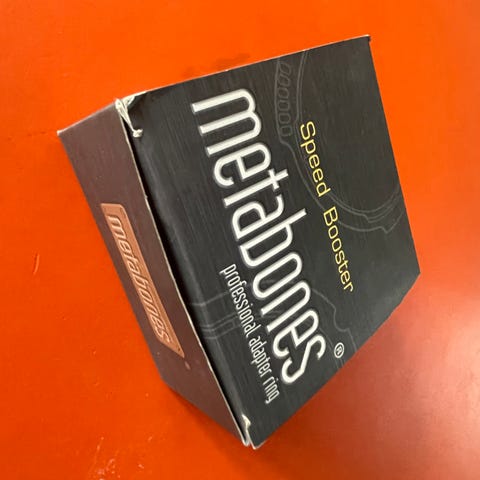 Speed Booster
metabones®
professional adapter ring
metabones